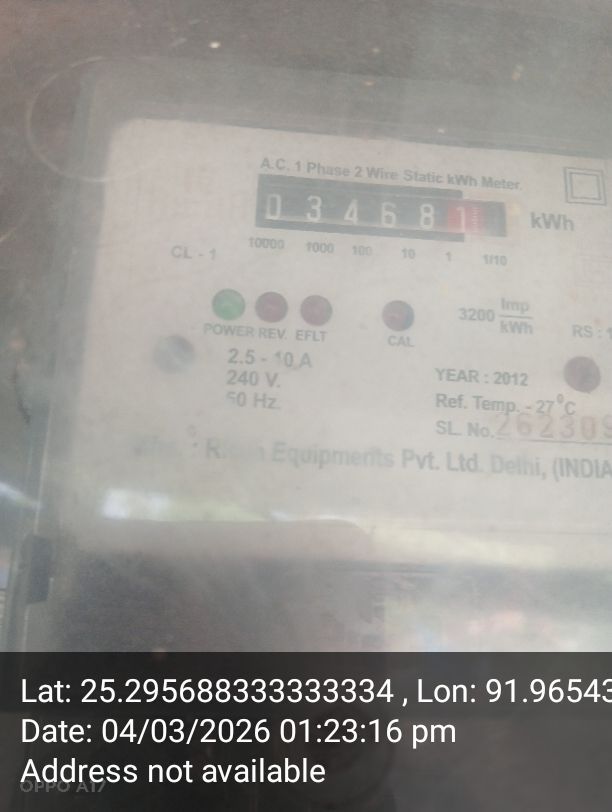 A.C. 1 Phase 2 Wire Static kWh Meter.
0 3 4 6 8 1 kWh
CL - 1 10000 1000 100 10 1 1/10
POWER REV. EFLT CAL
3200 Imp/kWh
RS :
2.5 - 10 A
240 V.
50 Hz.
YEAR : 2012
Ref. Temp. - 27°C
SL. No. 262309
Equipments Pvt. Ltd. Delhi, (INDIA
Lat: 25.295688333333334 , Lon: 91.96543
Date: 04/03/2026 01:23:16 pm
Address not available
OPPO A17